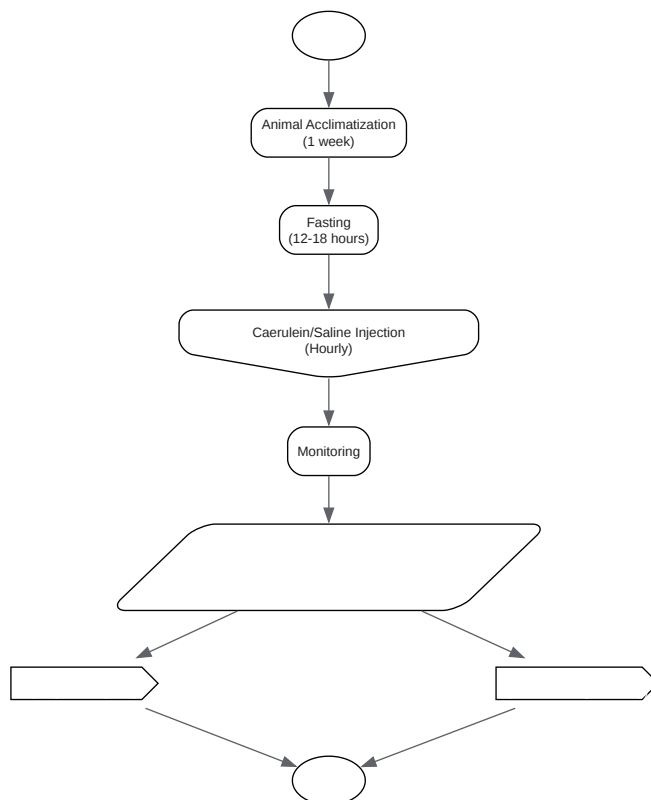 Animal Acclimatization
(1 week)
Fasting
(12-18 hours)
Caerulein/Saline Injection
(Hourly)
Monitoring